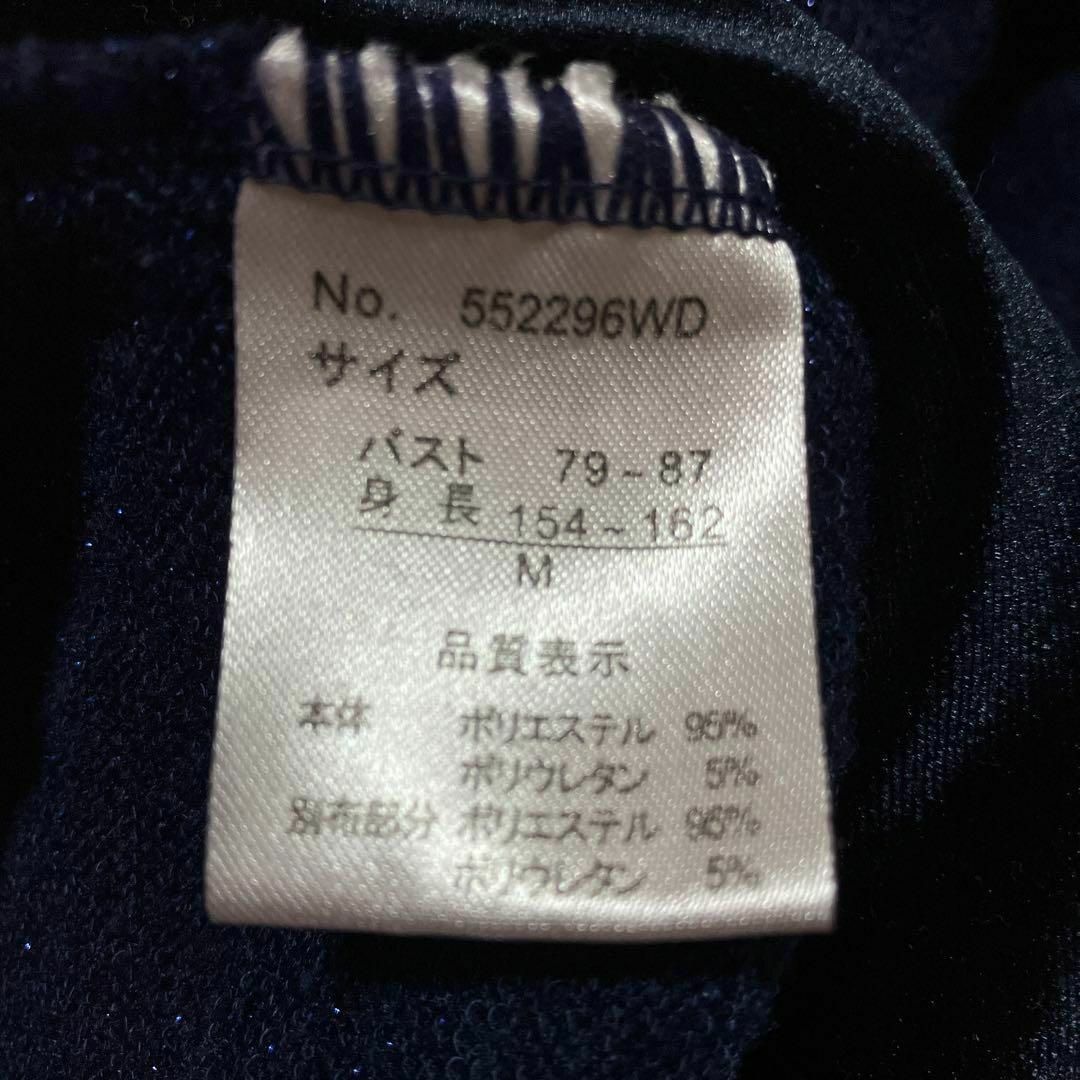 No. 552296WD
サイズ
バスト 79~87
身長 154~162
M
品質表示
本体 ポリエステル 95%
ポリウレタン 5%
別布部分 ポリエステル 95%
ポリウレタン 5%